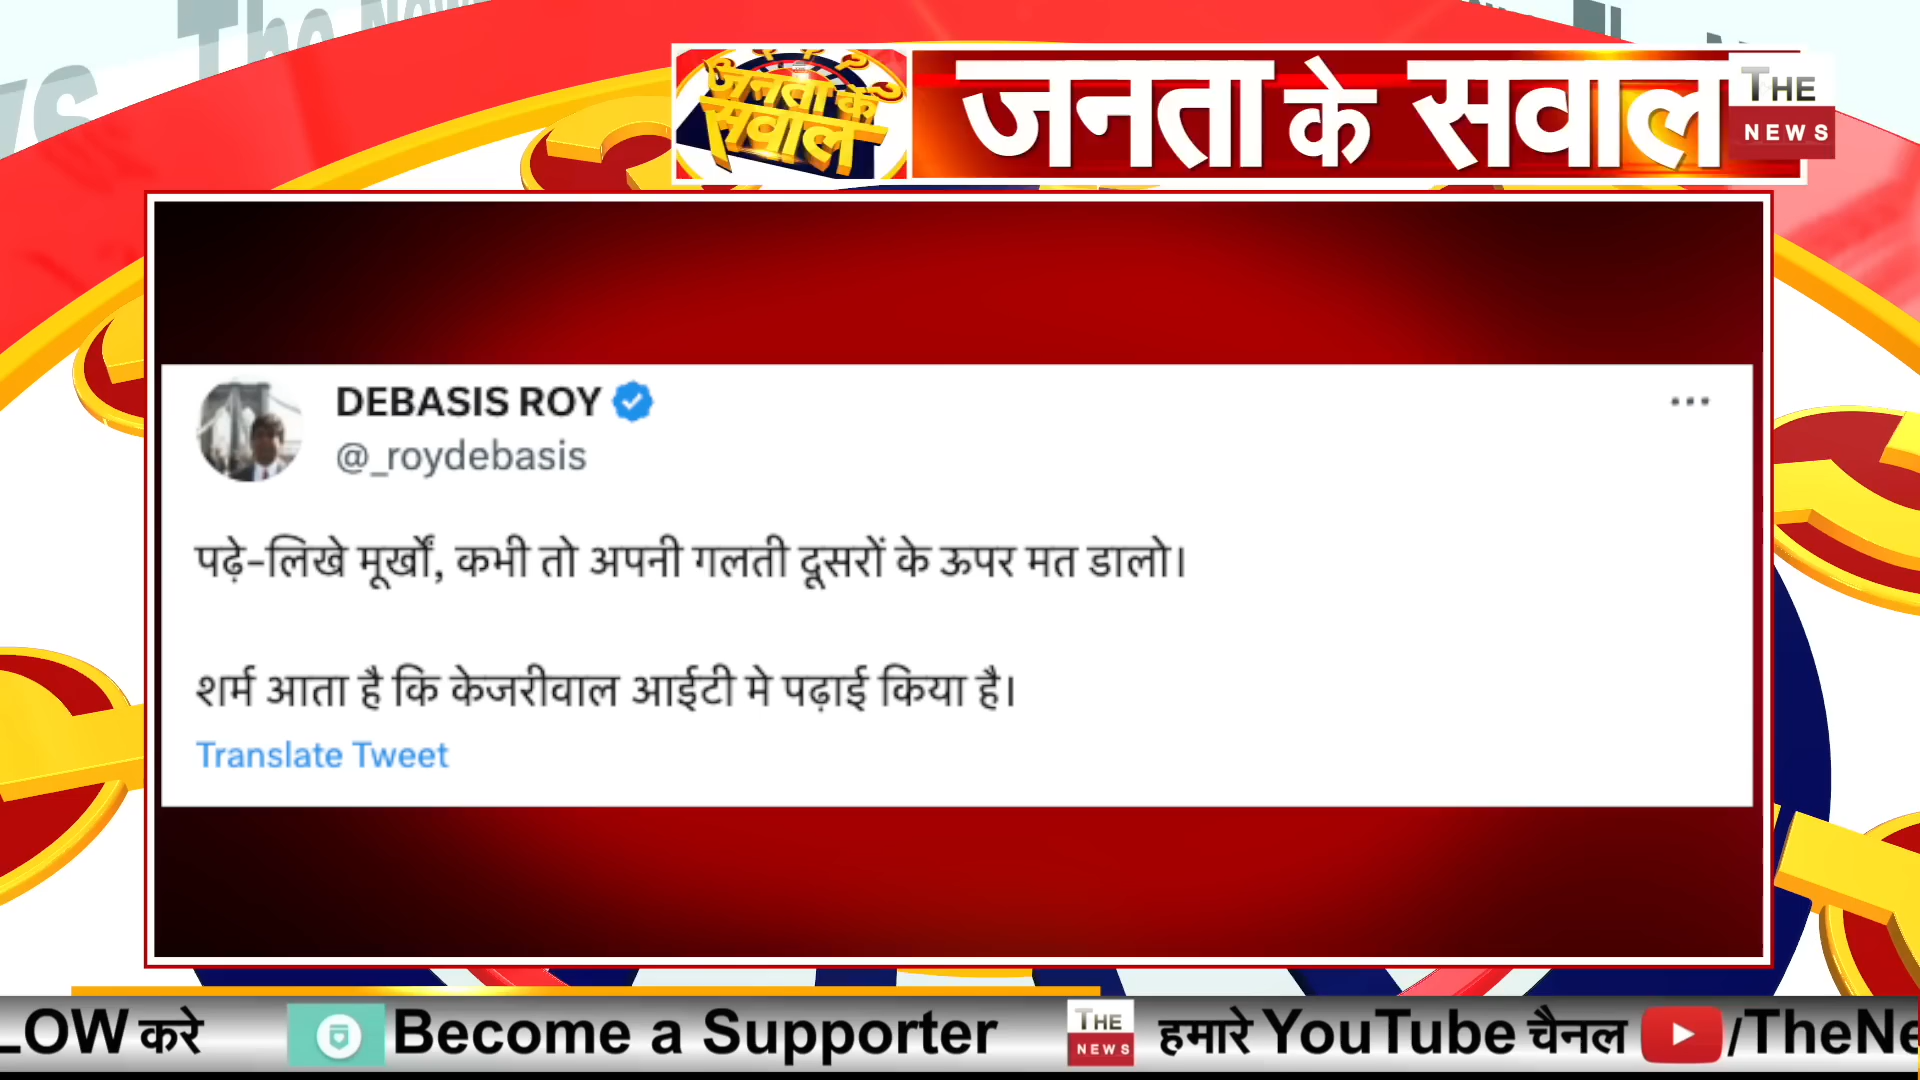 जनता के सवाल
जनता के सवाल
THE
NEWS
DEBASIS ROY
@_roydebasis
पढ़े-लिखे मूर्खों, कभी तो अपनी गलती दूसरों के ऊपर मत डालो।
शर्म आता है कि केजरीवाल आईटी मे पढ़ाई किया है।
Translate Tweet
LOW करे Become a Supporter THE NEWS हमारे YouTube चैनल /TheNe